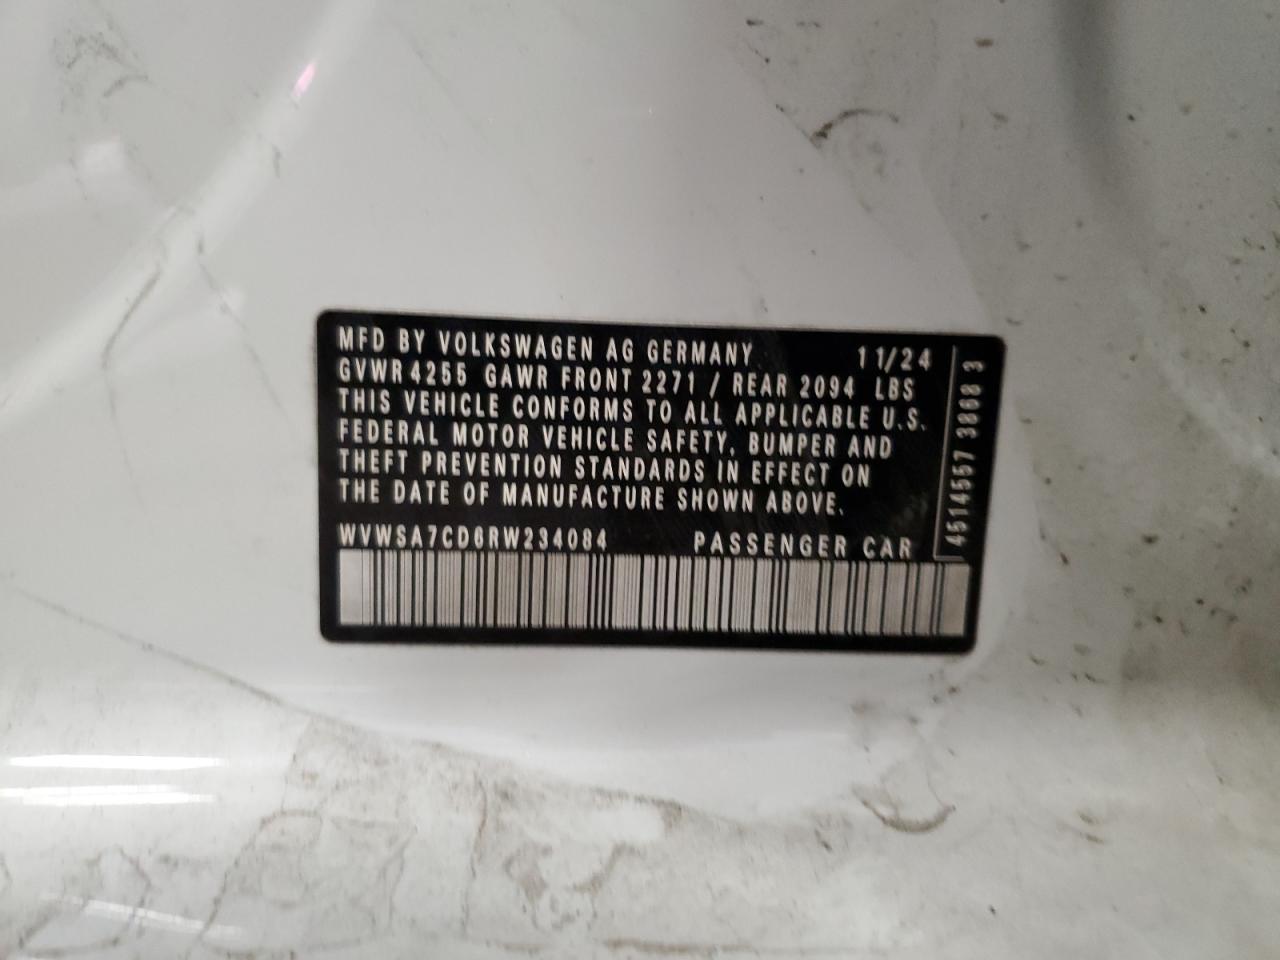 MFD BY VOLKSWAGEN AG GERMANY 11/24
GVWR 4255 GAWR FRONT 2271 / REAR 2094 LBS
THIS VEHICLE CONFORMS TO ALL APPLICABLE U.S.
FEDERAL MOTOR VEHICLE SAFETY, BUMPER AND
THEFT PREVENTION STANDARDS IN EFFECT ON
THE DATE OF MANUFACTURE SHOWN ABOVE.
WVWSA7CD6RW234084 PASSENGER CAR
4514557 3